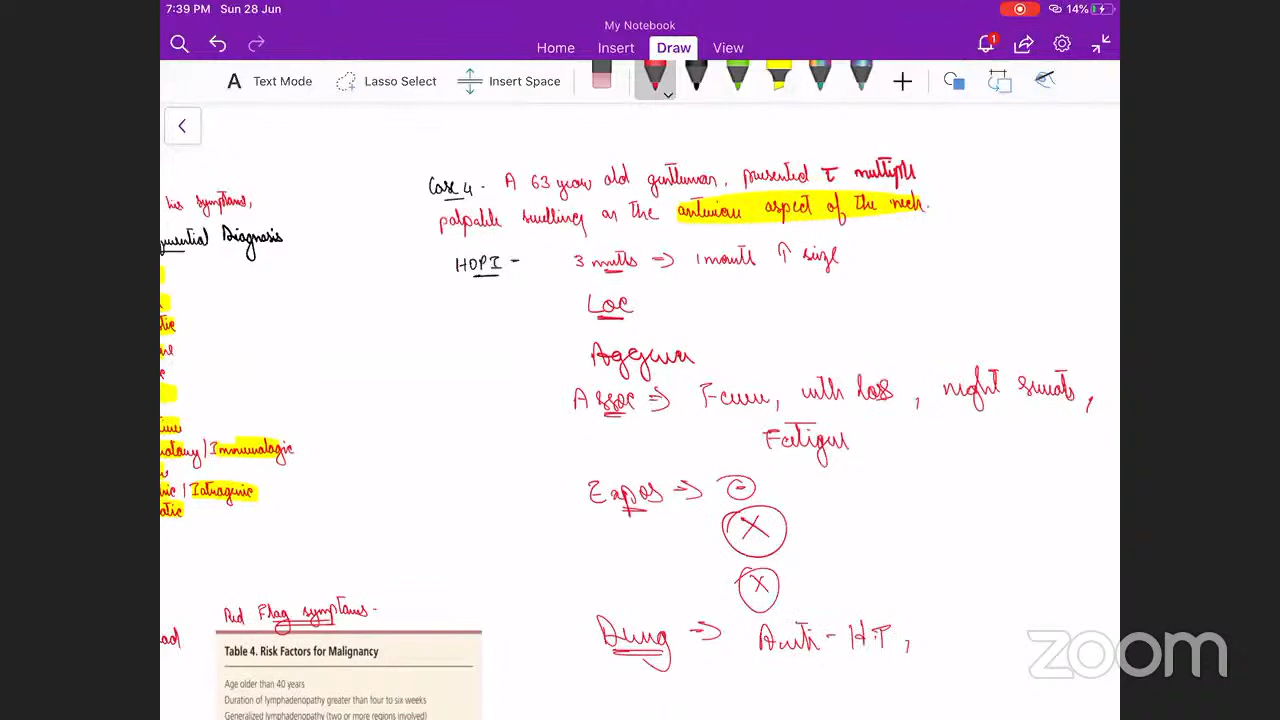 7:39 PM Sun 28 Jun
14%
My Notebook
Home Insert Draw View
1
A Text Mode Lasso Select Insert Space
Case 4 - A 63 year old gentleman, presented c̄ multiple
palpable swelling on the anterior aspect of the neck.
HOPI - 3 mnths => 1 month ↑ size
Loc
Aggrav
Assoc => Fever, wth loss, night sweats,
Fatigue
Expos =>
X
X
Drug => Anti-HT,
his symptoms,
Diagnosis
| Immunologic
| Iatrogenic
Red Flag symptoms -
Table 4. Risk Factors for Malignancy
Age older than 40 years
Duration of lymphadenopathy greater than four to six weeks
Generalized lymphadenopathy (two or more regions involved)
zoom